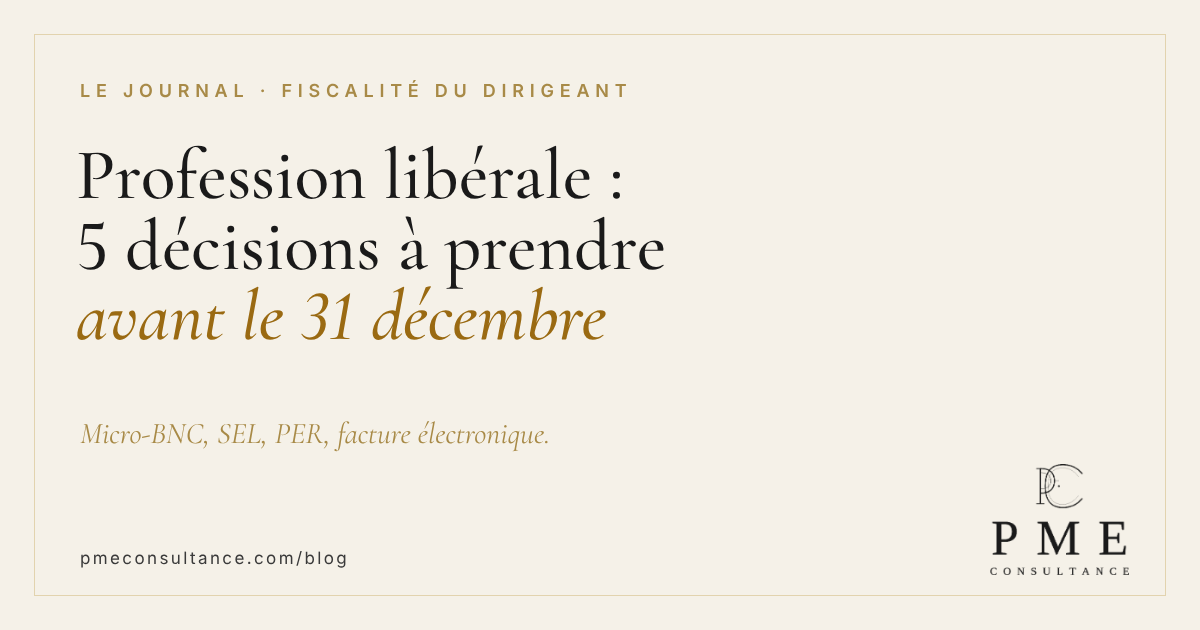 LE JOURNAL · FISCALITÉ DU DIRIGEANT
Profession libérale :
5 décisions à prendre
avant le 31 décembre
Micro-BNC, SEL, PER, facture électronique.
pmeconsultance.com/blog
PC
PME
CONSULTANCE